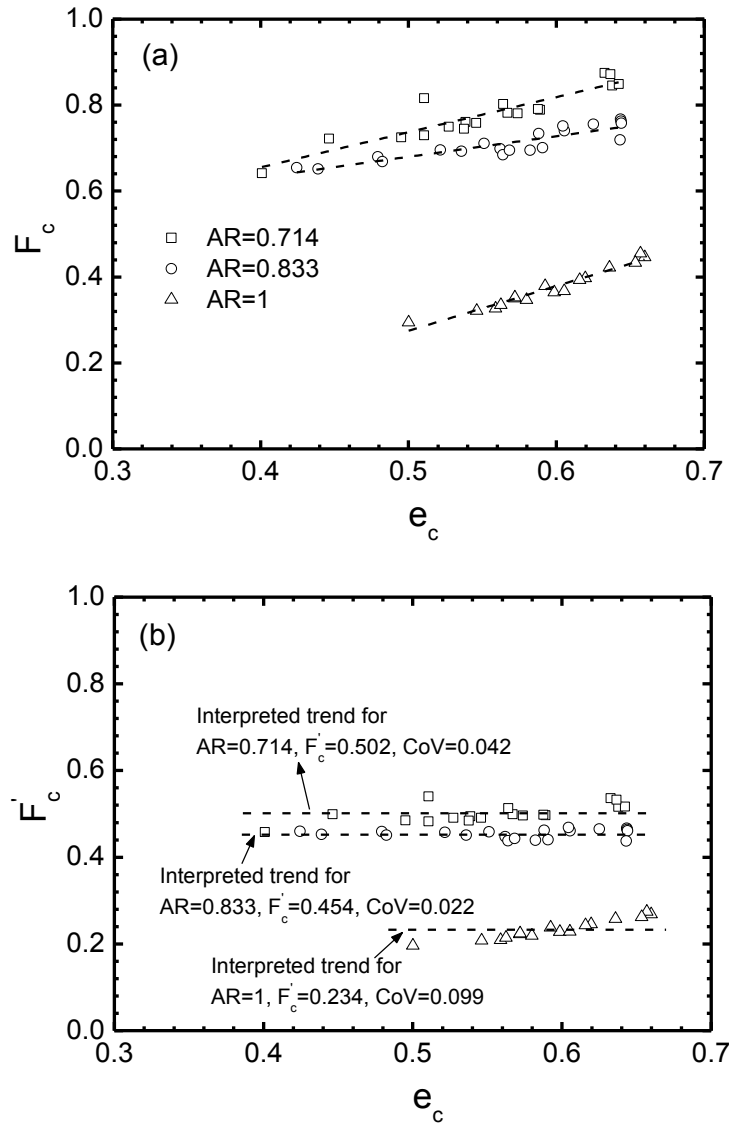 1.0
(a)
0.8
0.6
F_c
AR=0.714
AR=0.833
AR=1
0.4
0.2
0.0
0.3 0.4 0.5 0.6 0.7
e_c
1.0
(b)
0.8
Interpreted trend for
AR=0.714, F'_c=0.502, CoV=0.042
0.6
F'_c
0.4
Interpreted trend for
AR=0.833, F'_c=0.454, CoV=0.022
0.2
Interpreted trend for
AR=1, F'_c=0.234, CoV=0.099
0.0
0.3 0.4 0.5 0.6 0.7
e_c